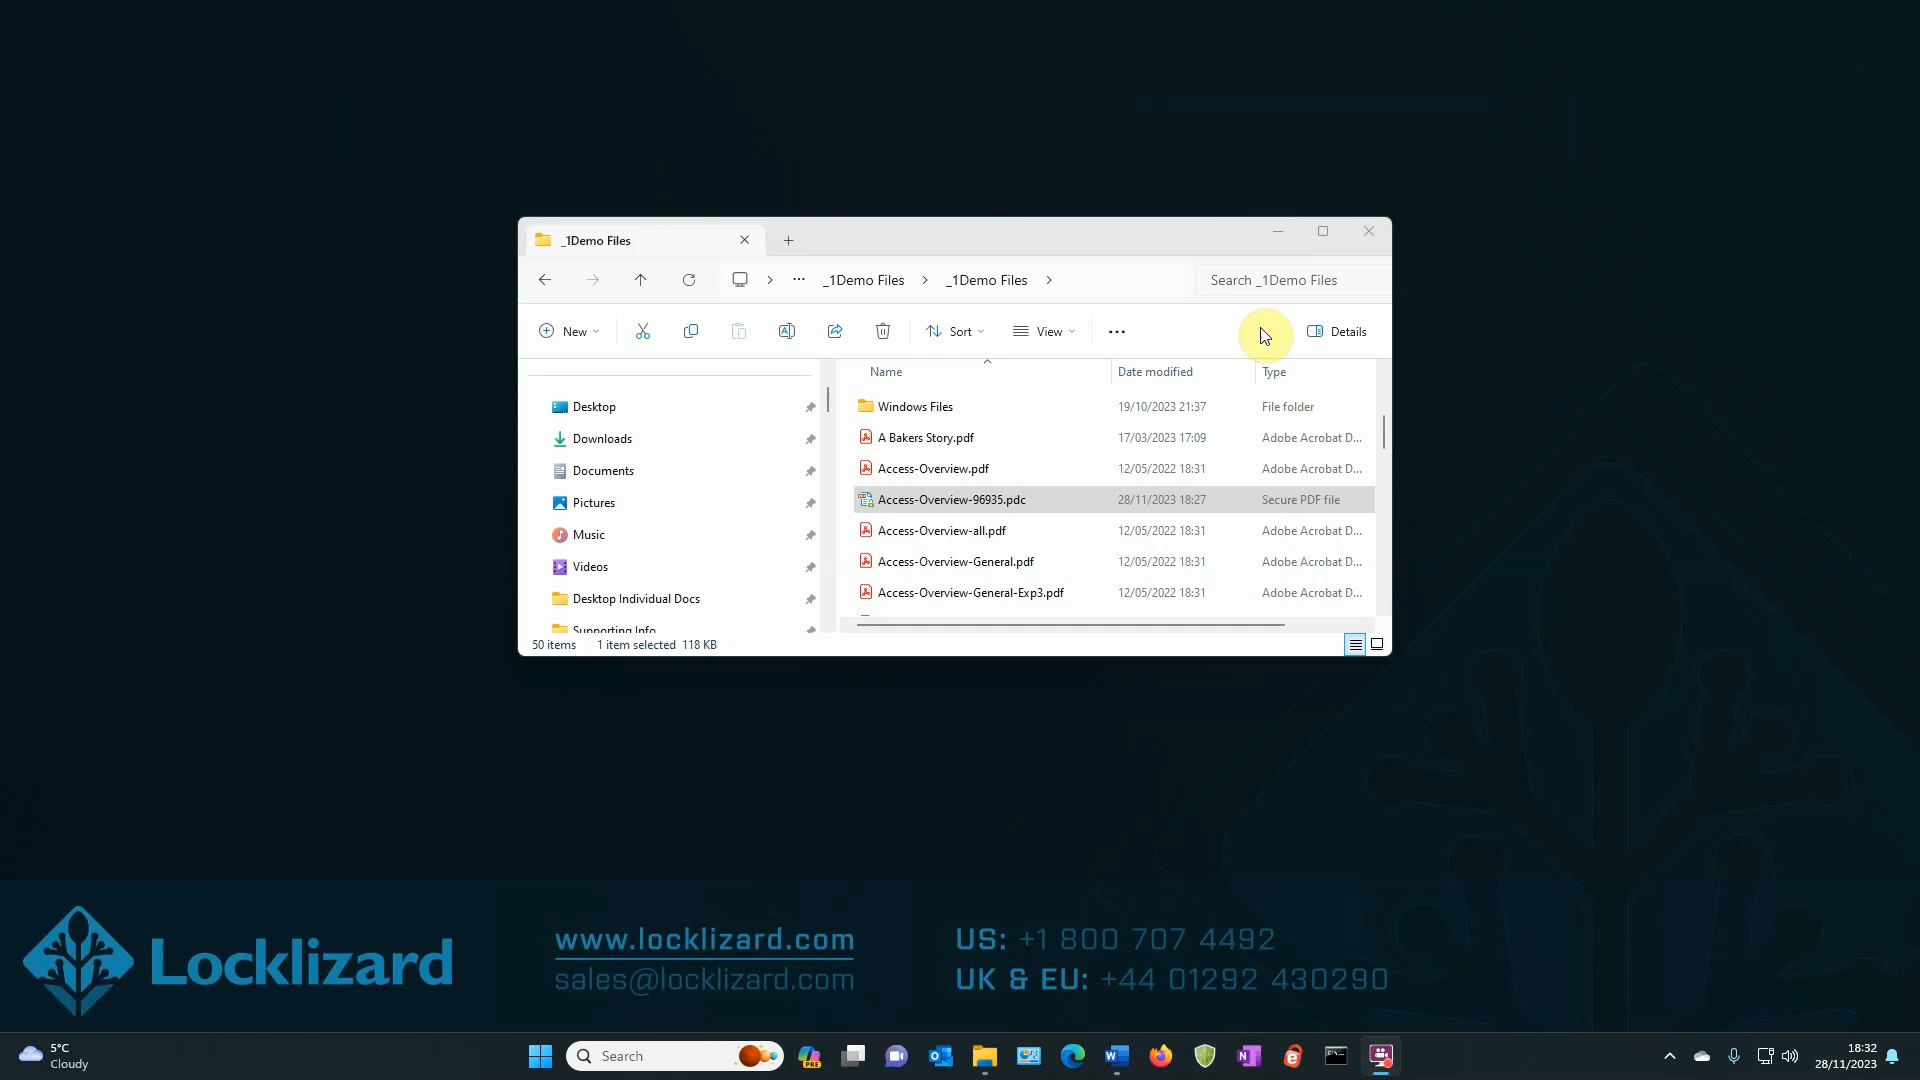 _1Demo Files
_1Demo Files
_1Demo Files
Search _1Demo Files
New
Sort
View
Details
Name
Date modified
Type
Desktop
Downloads
Documents
Pictures
Music
Videos
Desktop Individual Docs
Supporting Info
Windows Files 19/10/2023 21:37 File folder
A Bakers Story.pdf 17/03/2023 17:09 Adobe Acrobat D...
Access-Overview.pdf 12/05/2022 18:31 Adobe Acrobat D...
Access-Overview-96935.pdc 28/11/2023 18:27 Secure PDF file
Access-Overview-all.pdf 12/05/2022 18:31 Adobe Acrobat D...
Access-Overview-General.pdf 12/05/2022 18:31 Adobe Acrobat D...
Access-Overview-General-Exp3.pdf 12/05/2022 18:31 Adobe Acrobat D...
50 items 1 item selected 118 KB
Locklizard
www.locklizard.com
sales@locklizard.com
US: +1 800 707 4492
UK & EU: +44 01292 430290
5°C
Cloudy
Search
PRE
18:32
28/11/2023